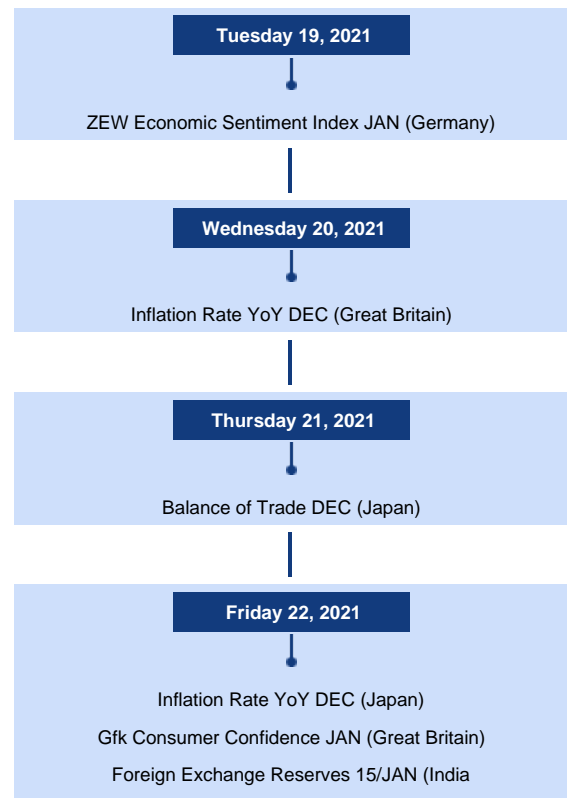 Tuesday 19, 2021
ZEW Economic Sentiment Index JAN (Germany)
Wednesday 20, 2021
Inflation Rate YoY DEC (Great Britain)
Thursday 21, 2021
Balance of Trade DEC (Japan)
Friday 22, 2021
Inflation Rate YoY DEC (Japan)
Gfk Consumer Confidence JAN (Great Britain)
Foreign Exchange Reserves 15/JAN (India